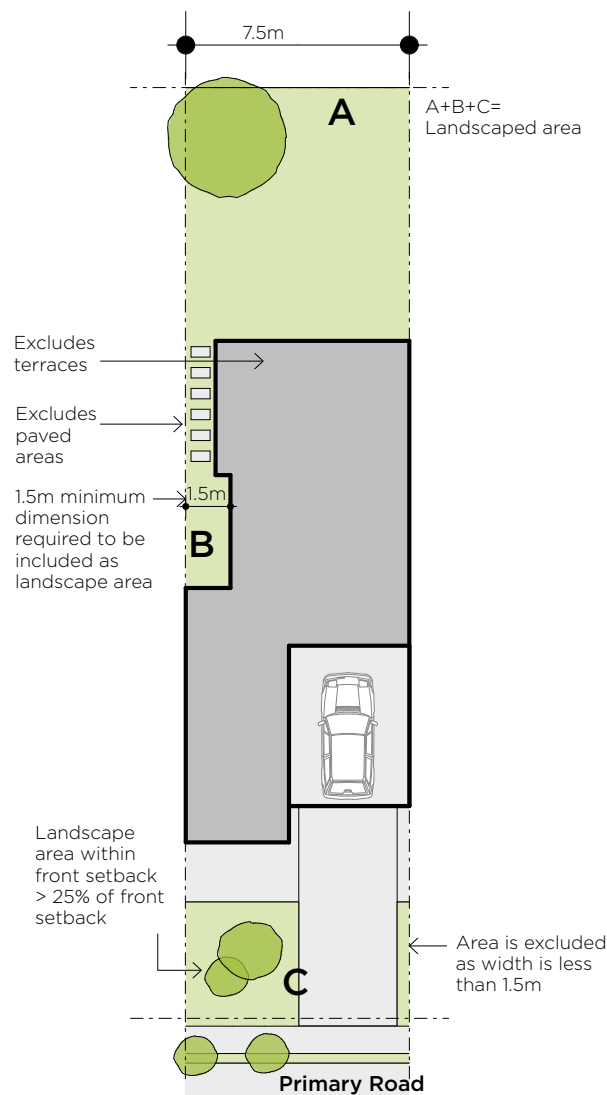 7.5m
A
A+B+C=
Landscaped area
Excludes
terraces
Excludes
paved
areas
1.5m minimum
dimension
required to be
included as
landscape area
1.5m
B
Landscape
area within
front setback
> 25% of front
setback
C
Area is excluded
as width is less
than 1.5m
Primary Road